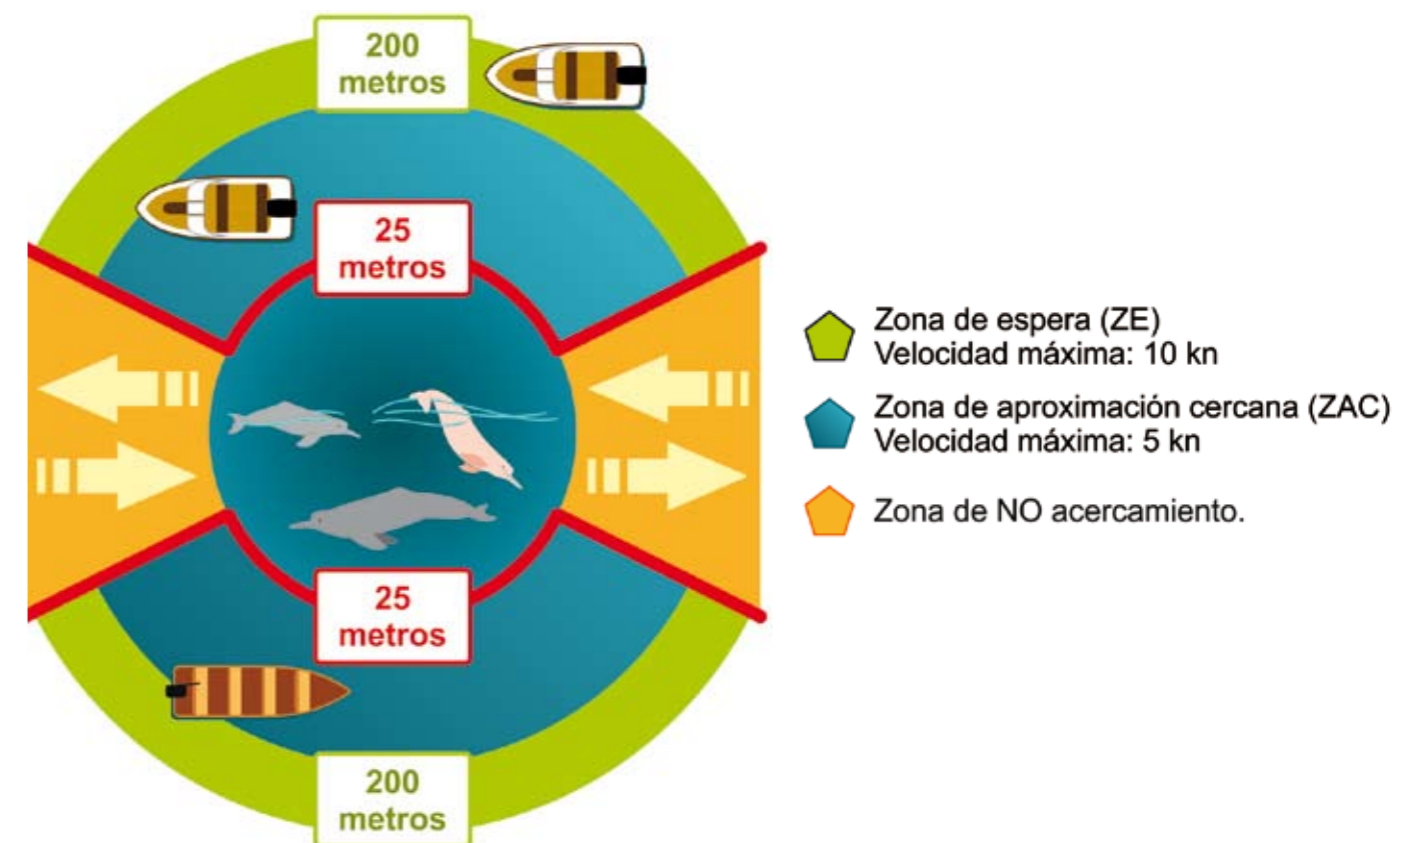 200
metros
25
metros
25
metros
200
metros
Zona de espera (ZE)
Velocidad máxima: 10 kn
Zona de aproximación cercana (ZAC)
Velocidad máxima: 5 kn
Zona de NO acercamiento.